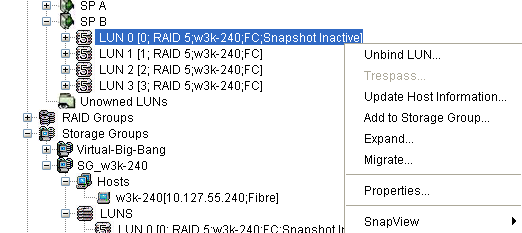 SP A
SP B
LUN 0 [0; RAID 5;w3k-240;FC;Snapshot Inactive]
LUN 1 [1; RAID 5;w3k-240;FC]
LUN 2 [2; RAID 5;w3k-240;FC]
LUN 3 [3; RAID 5;w3k-240;FC]
Unowned LUNs
RAID Groups
Storage Groups
Virtual-Big-Bang
SG_w3k-240
Hosts
w3k-240[10.127.55.240;Fibre]
LUNS
LUN 0 [0; RAID 5;w3k-240;FC;Snapshot In
Unbind LUN...
Trespass...
Update Host Information...
Add to Storage Group...
Expand...
Migrate...
Properties...
SnapView